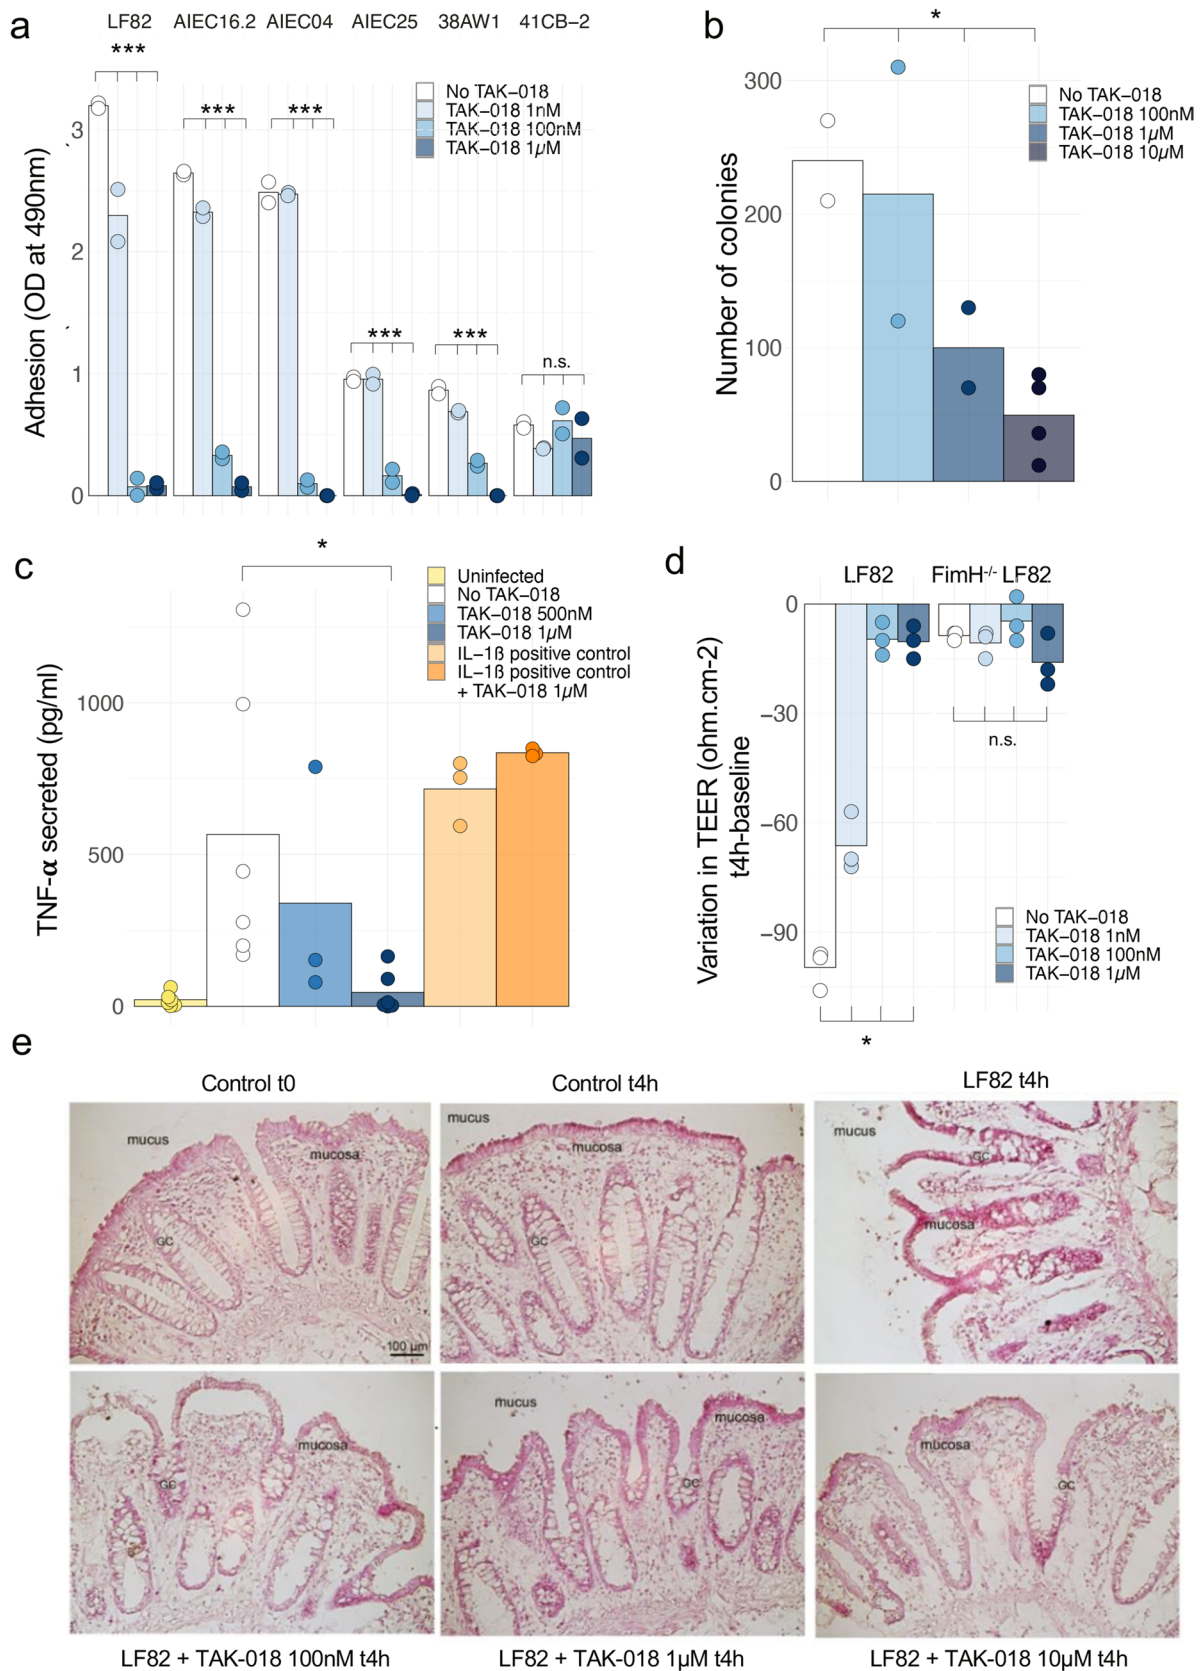 a
LF82 AIEC16.2 AIEC04 AIEC25 38AW1 41CB-2
*** *** *** *** *** n.s.
No TAK-018
TAK-018 1nM
TAK-018 100nM
TAK-018 1µM
Adhesion (OD at 490nm)
3
2
1
0
b
*
No TAK-018
TAK-018 100nM
TAK-018 1µM
TAK-018 10µM
Number of colonies
300
200
100
0
c
*
Uninfected
No TAK-018
TAK-018 500nM
TAK-018 1µM
IL-1ß positive control
IL-1ß positive control
+ TAK-018 1µM
TNF-α secreted (pg/ml)
1000
500
0
d
LF82 FimH-/- LF82
Variation in TEER (ohm.cm-2)
t4h-baseline
0
-30
-60
-90
n.s.
No TAK-018
TAK-018 1nM
TAK-018 100nM
TAK-018 1µM
*
e
Control t0 Control t4h LF82 t4h
mucus
mucosa
GC
100 µm
mucus
mucosa
GC
mucus
GC
mucosa
mucosa
GC
mucus
mucosa
GC
mucosa
GC
LF82 + TAK-018 100nM t4h LF82 + TAK-018 1µM t4h LF82 + TAK-018 10µM t4h